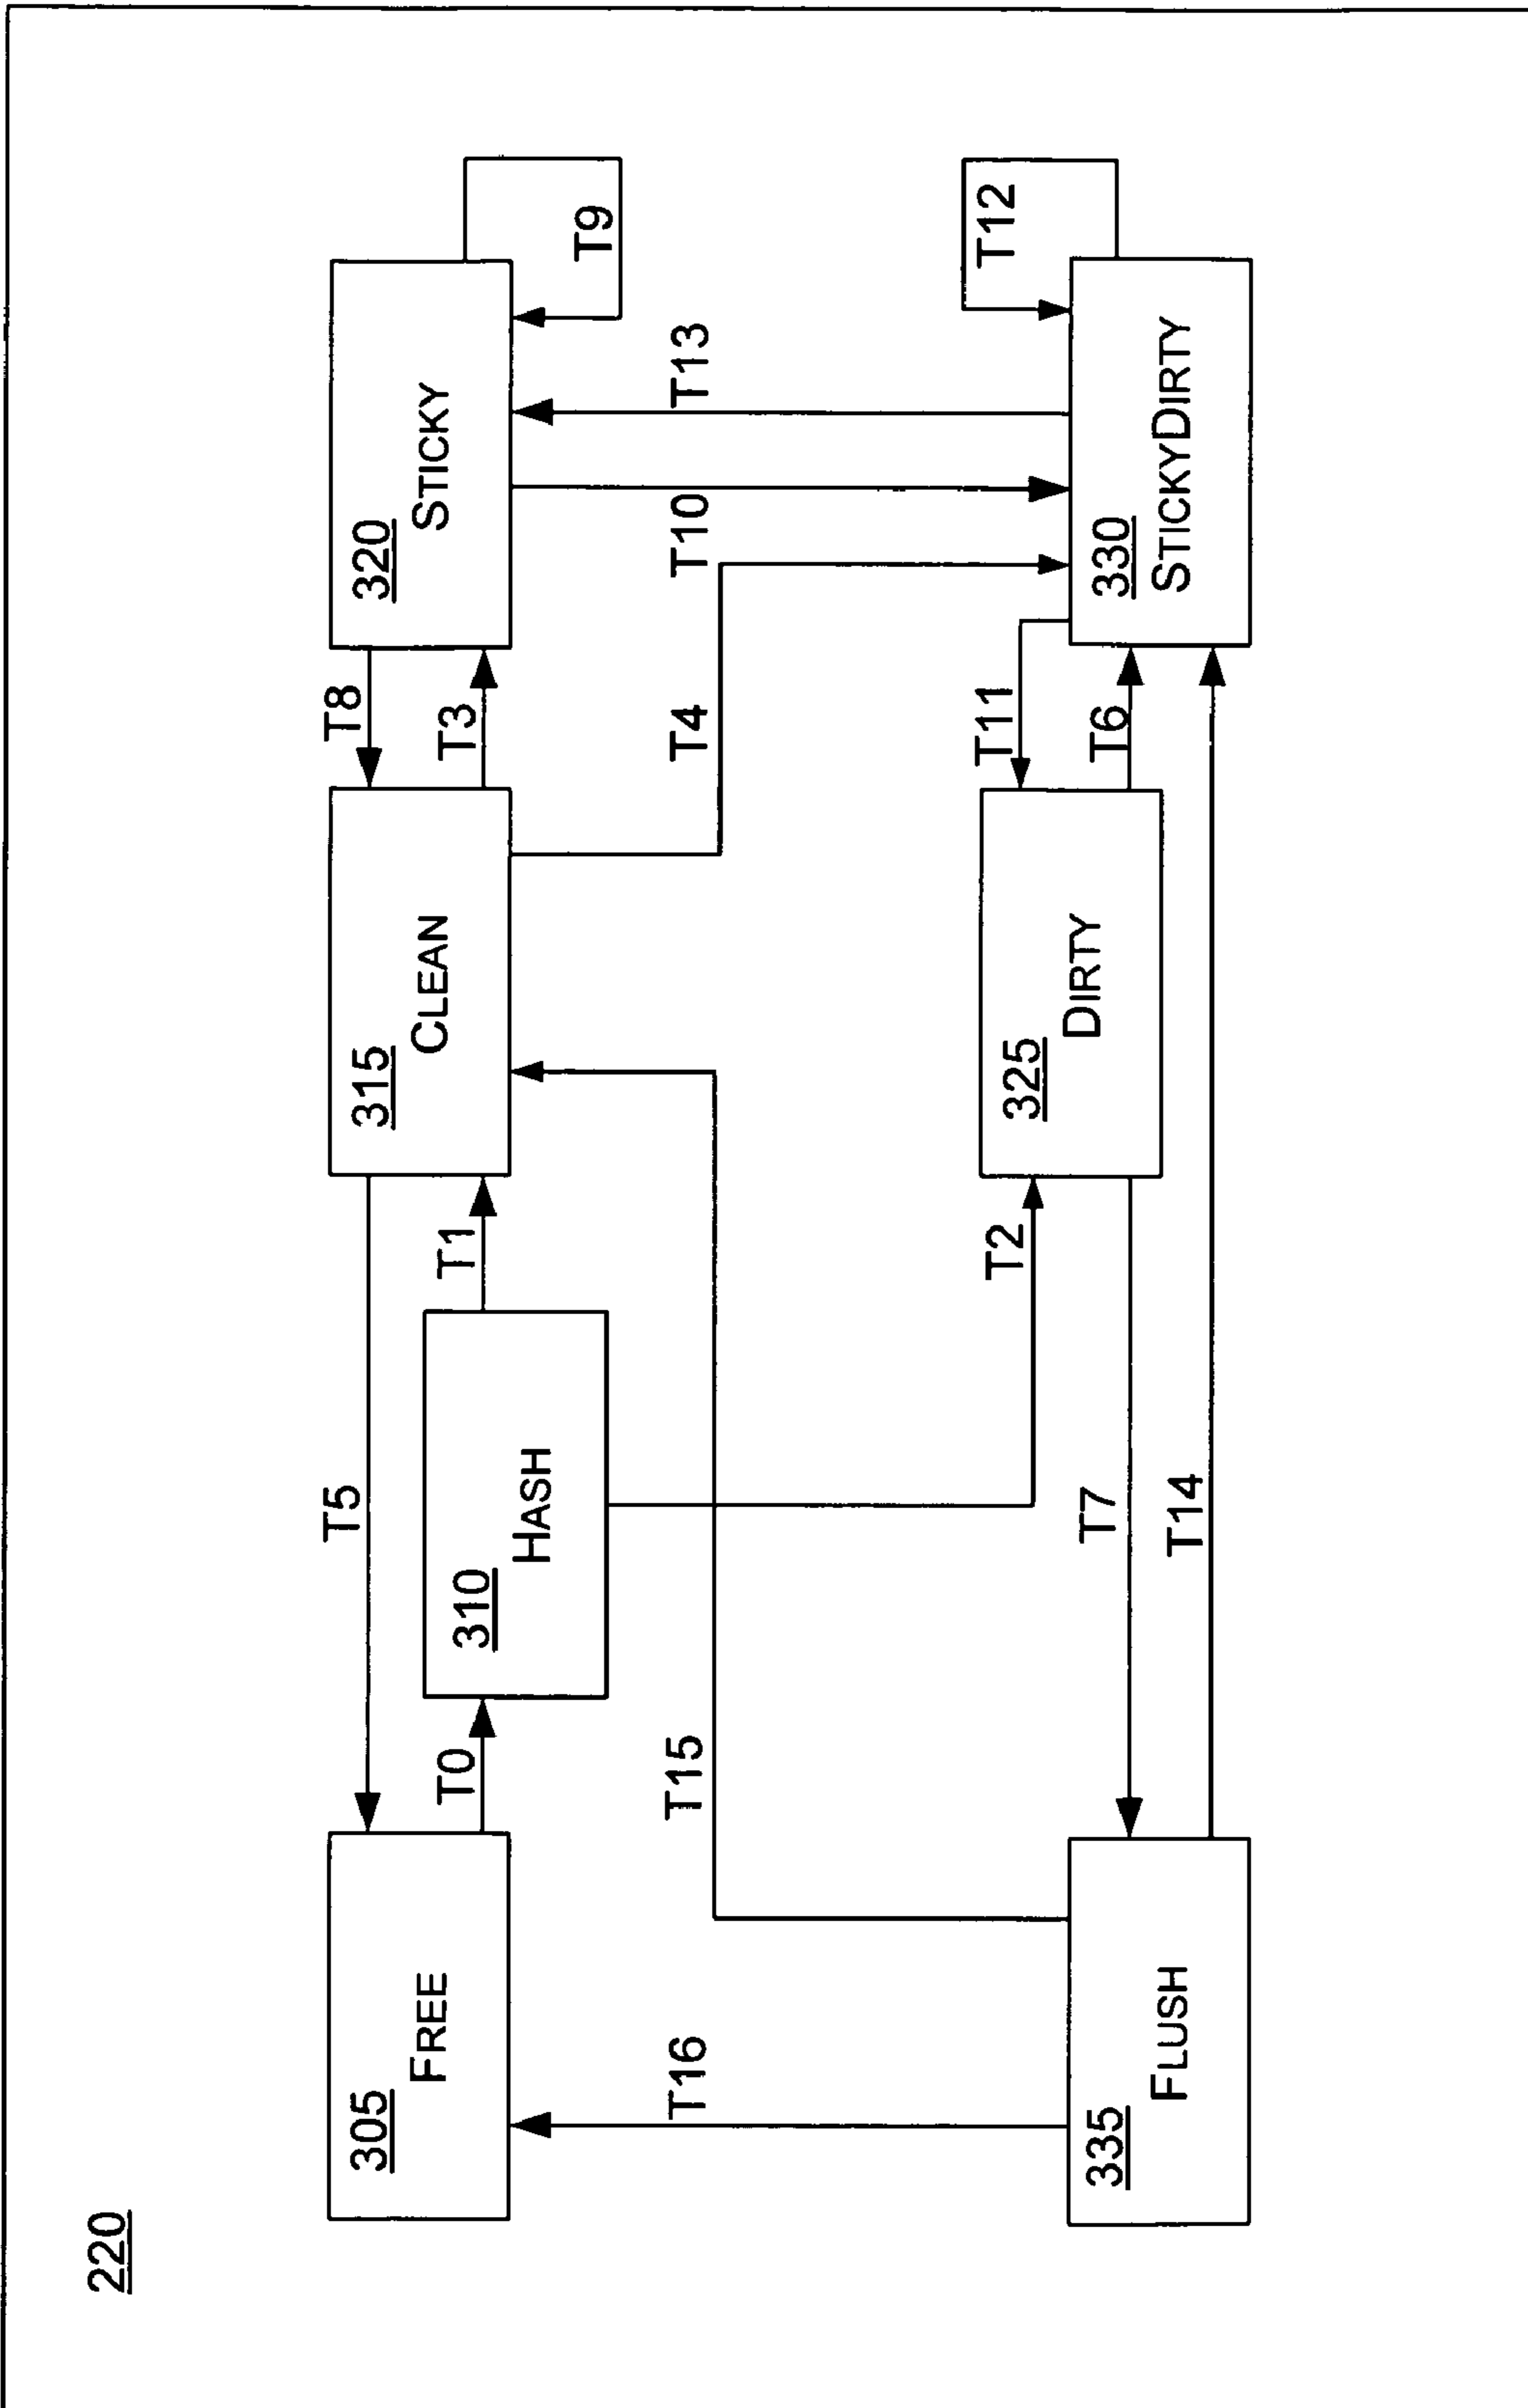 220
305
FREE
T0
310
HASH
T1
315
CLEAN
T5
T8
T3
320
STICKY
T9
T16
T15
T4
T10
T13
T2
325
DIRTY
T11
T6
T12
335
FLUSH
T7
T14
330
STICKYDIRTY